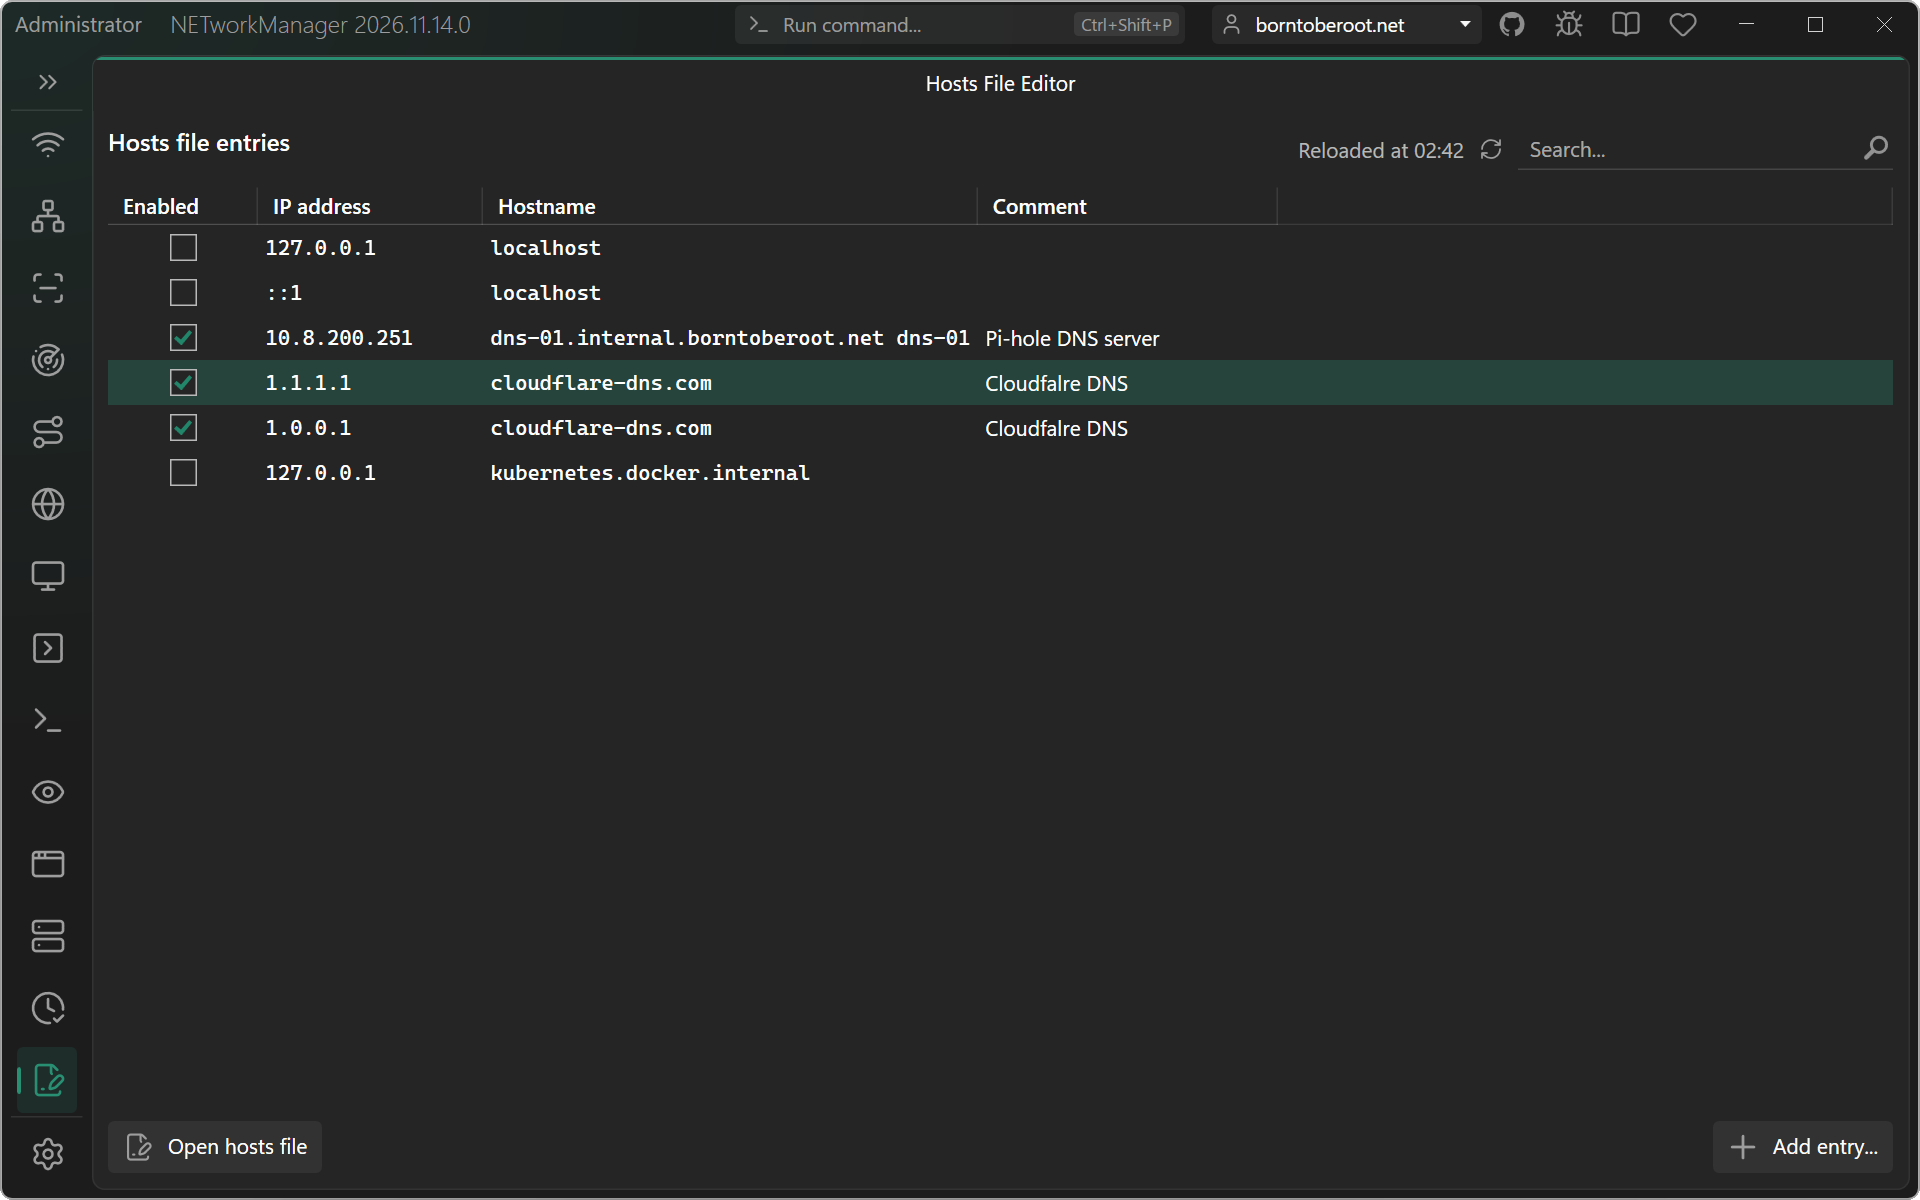 Administrator NETworkManager 2026.11.14.0 Run command... Ctrl+Shift+P borntoberoot.net
Hosts File Editor
Hosts file entries
Reloaded at 02:42 Search...
Enabled IP address Hostname Comment
127.0.0.1 localhost
::1 localhost
10.8.200.251 dns-01.internal.borntoberoot.net dns-01 Pi-hole DNS server
1.1.1.1 cloudflare-dns.com Cloudfalre DNS
1.0.0.1 cloudflare-dns.com Cloudfalre DNS
127.0.0.1 kubernetes.docker.internal
Open hosts file Add entry...